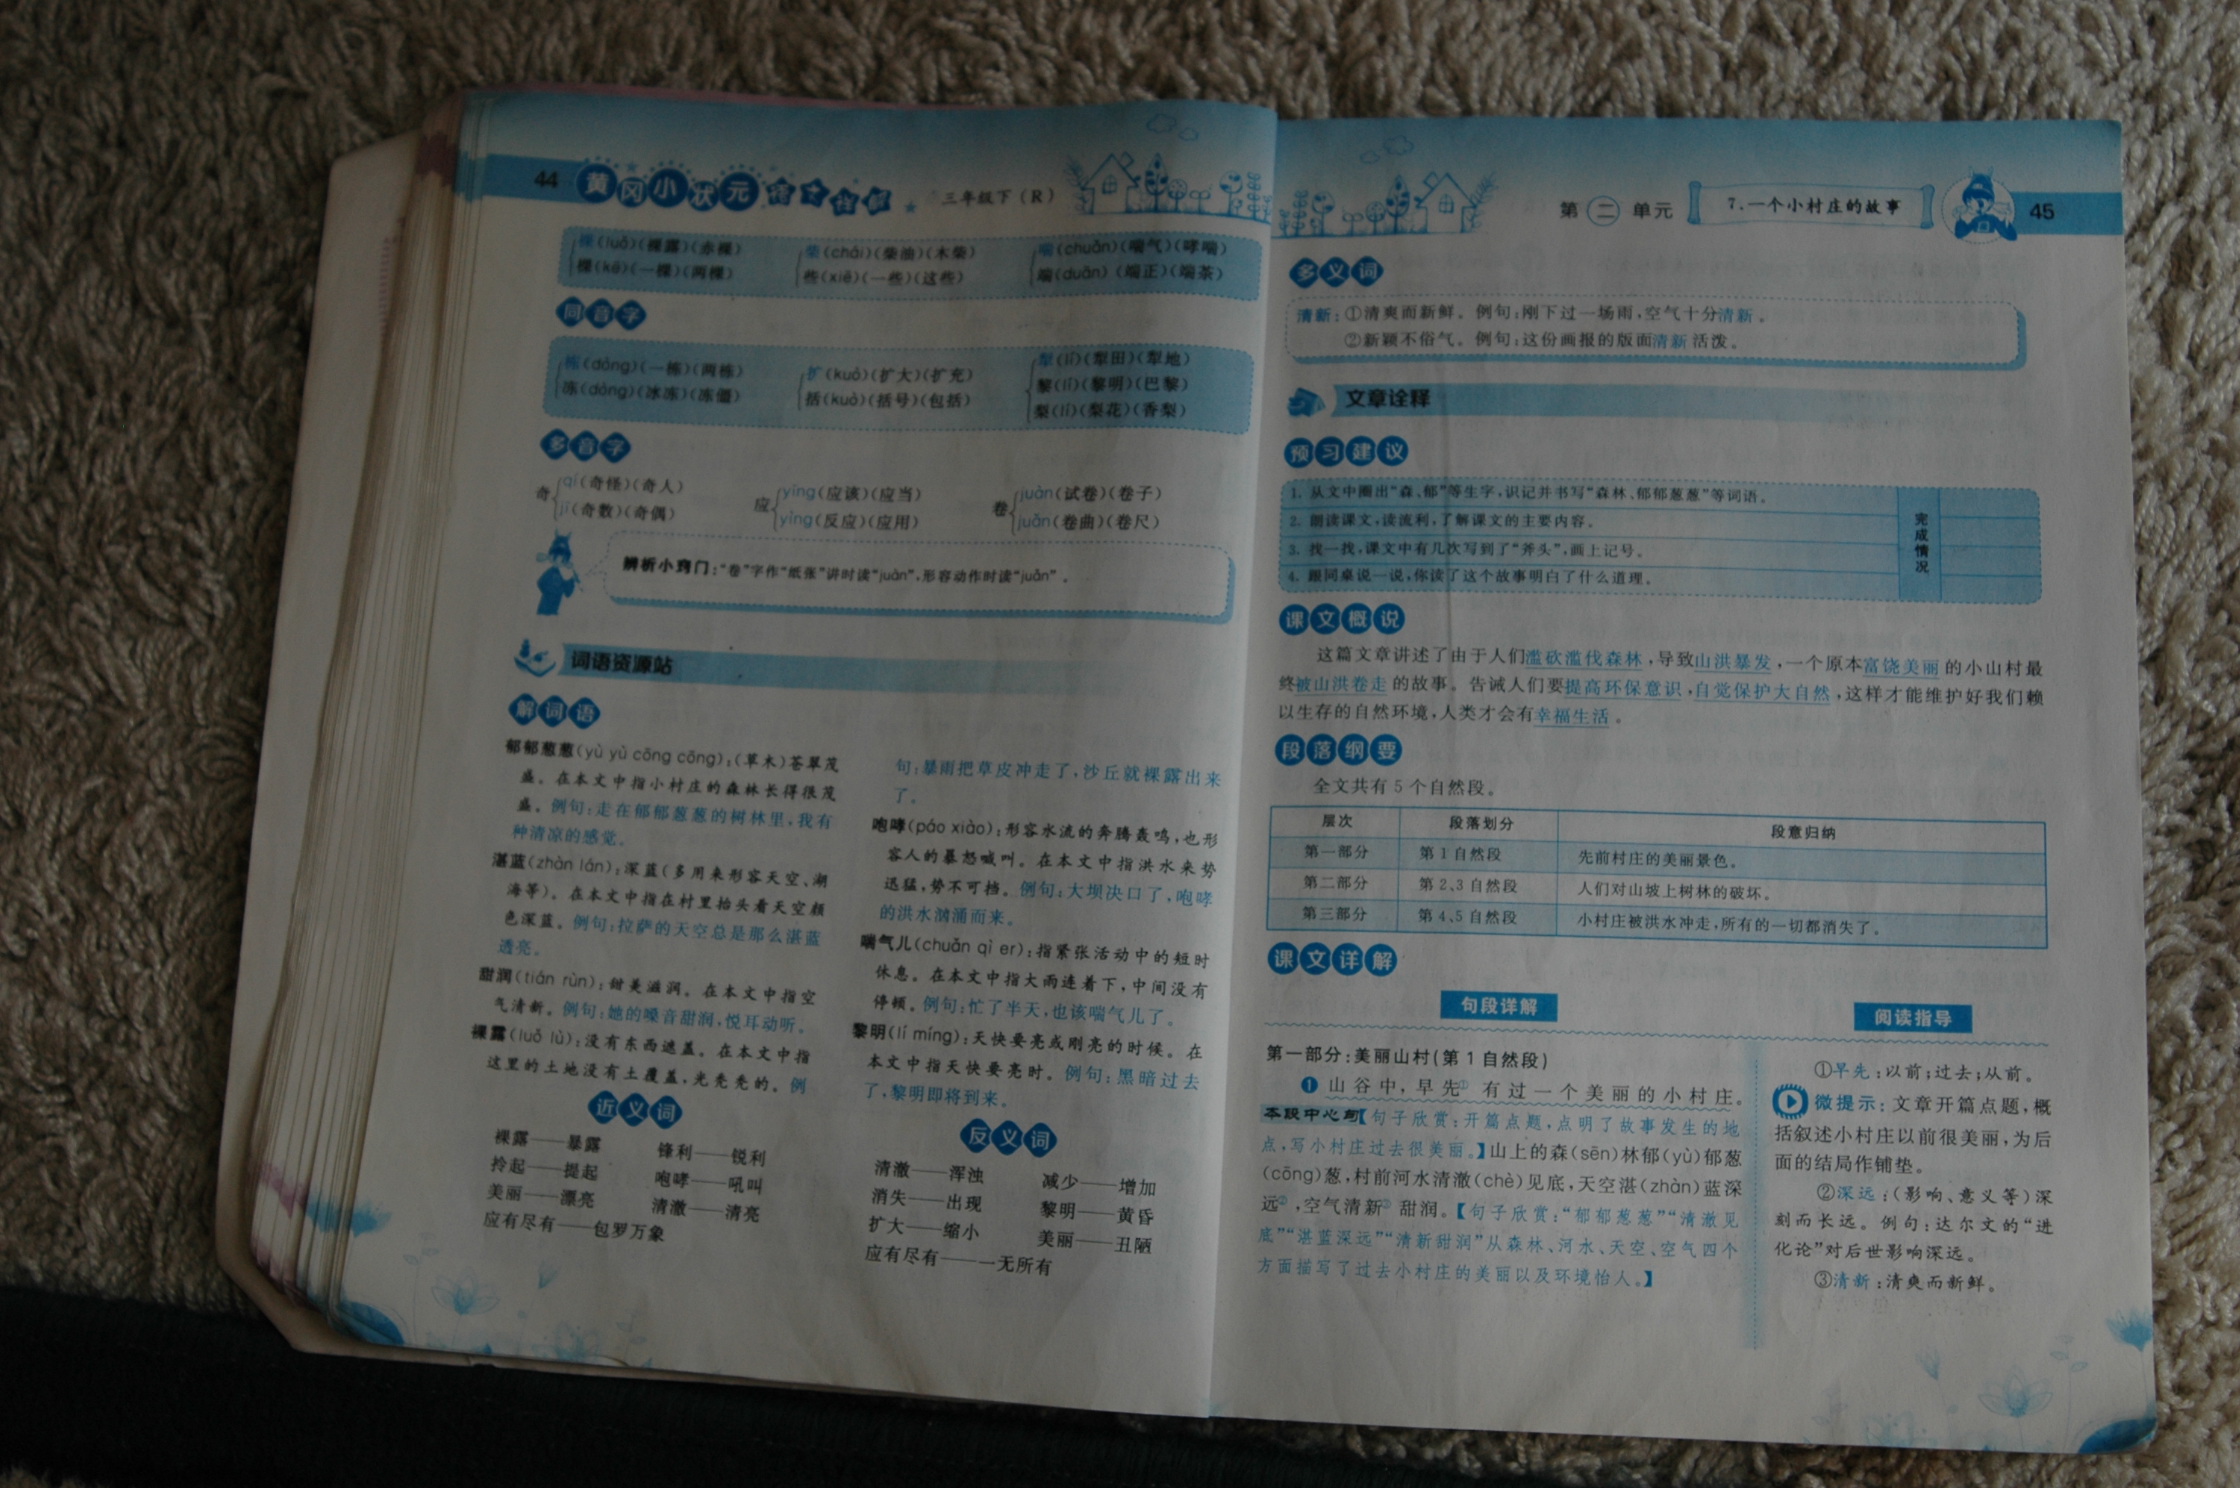 44 黄冈小状元 三年级下(R)
裸(luǒ)(裸露)(赤裸) 柴(chái)(柴油)(木柴) 喘(chuǎn)(喘气)(哮喘)
棵(kē)(一棵)(两棵) 些(xiē)(一些)(这些) 端(duān)(端正)(端茶)
同音字
栋(dòng)(一栋)(两栋) 扩(kuò)(扩大)(扩充) 犁(lí)(犁田)(犁地)
冻(dòng)(冰冻)(冻僵) 括(kuò)(括号)(包括) 黎(lí)(黎明)(巴黎)
梨(lí)(梨花)(香梨)
多音字
奇 qí(奇怪)(奇人) 应 yīng(应该)(应当) 卷 juàn(试卷)(卷子)
jī(奇数)(奇偶) yìng(反应)(应用) juǎn(卷曲)(卷尺)
辨析小窍门:“卷”字作“纸张”讲时读“juàn”,形容动作时读“juǎn”。
词语资源站
解词语
郁郁葱葱(yù yù cōng cōng):(草木)苍翠茂
盛。在本文中指小村庄的森林长得很茂
盛。例句:走在郁郁葱葱的树林里,我有
种清凉的感觉。
湛蓝(zhàn lán):深蓝(多用来形容天空、湖
海等)。在本文中指在村里抬头看天空颜
色深蓝。例句:拉萨的天空总是那么湛蓝
透亮。
甜润(tián rùn):甜美滋润。在本文中指空
气清新。例句:她的嗓音甜润,悦耳动听。
裸露(luǒ lù):没有东西遮盖。在本文中指
这里的土地没有土覆盖,光秃秃的。例
句:暴雨把草皮冲走了,沙丘就裸露出来
了。
咆哮(páo xiào):形容水流的奔腾轰鸣,也形
容人的暴怒喊叫。在本文中指洪水来势
迅猛,势不可挡。例句:大坝决口了,咆哮
的洪水汹涌而来。
喘气儿(chuǎn qì er):指紧张活动中的短时
休息。在本文中指大雨连着下,中间没有
停顿。例句:忙了半天,也该喘气儿了。
黎明(lí míng):天快要亮或刚亮的时候。在
本文中指天快要亮时。例句:黑暗过去
了,黎明即将到来。
近义词
裸露——暴露 锋利——锐利
拎起——提起 咆哮——吼叫
美丽——漂亮 清澈——清亮
应有尽有——包罗万象
反义词
清澈——浑浊 减少——增加
消失——出现 黎明——黄昏
扩大——缩小 美丽——丑陋
应有尽有——一无所有
第二单元 7.一个小村庄的故事 45
多义词
清新:①清爽而新鲜。例句:刚下过一场雨,空气十分清新。
②新颖不俗气。例句:这份画报的版面清新活泼。
文章诠释
预习建议
1. 从文中圈出“森、郁”等生字,识记并书写“森林、郁郁葱葱”等词语。
2. 朗读课文,读流利,了解课文的主要内容。
3. 找一找,课文中有几次写到了“斧头”,画上记号。
4. 跟同桌说一说,你读了这个故事明白了什么道理。
完成情况
课文概说
这篇文章讲述了由于人们滥砍滥伐森林,导致山洪暴发,一个原本富饶美丽的小山村最
终被山洪卷走的故事。告诫人们要提高环保意识,自觉保护大自然,这样才能维护好我们赖
以生存的自然环境,人类才会有幸福生活。
段落纲要
全文共有5个自然段。
层次 段落划分 段意归纳
第一部分 第1自然段 先前村庄的美丽景色。
第二部分 第2、3自然段 人们对山坡上树林的破坏。
第三部分 第4、5自然段 小村庄被洪水冲走,所有的一切都消失了。
课文详解
句段详解
第一部分:美丽山村(第1自然段)
❶山谷中,早先①有过一个美丽的小村庄。
本段中心句【句子欣赏:开篇点题,点明了故事发生的地
点,写小村庄过去很美丽。】山上的森(sēn)林郁(yù)郁葱
(cōng)葱,村前河水清澈(chè)见底,天空湛(zhàn)蓝深
远②,空气清新③甜润。【句子欣赏:“郁郁葱葱”“清澈见
底”“湛蓝深远”“清新甜润”从森林、河水、天空、空气四个
方面描写了过去小村庄的美丽以及环境怡人。】
阅读指导
①早先:以前;过去;从前。
微提示:文章开篇点题,概
括叙述小村庄以前很美丽,为后
面的结局作铺垫。
②深远:(影响、意义等)深
刻而长远。例句:达尔文的“进
化论”对后世影响深远。
③清新:清爽而新鲜。